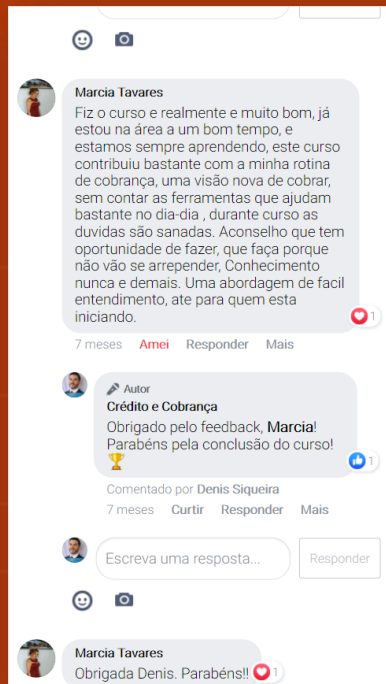 Marcia Tavares
Fiz o curso e realmente e muito bom, já
estou na área a um bom tempo, e
estamos sempre aprendendo, este curso
contribuiu bastante com a minha rotina
de cobrança, uma visão nova de cobrar,
sem contar as ferramentas que ajudam
bastante no dia-dia , durante curso as
duvidas são sanadas. Aconselho que tem
oportunidade de fazer, que faça porque
não vão se arrepender, Conhecimento
nunca e demais. Uma abordagem de facil
entendimento, ate para quem esta
iniciando.
1
7 meses Amei Responder Mais
Autor
Crédito e Cobrança
Obrigado pelo feedback, Marcia!
Parabéns pela conclusão do curso!
🏆
1
Comentado por Denis Siqueira
7 meses Curtir Responder Mais
Escreva uma resposta... Responder
Marcia Tavares
Obrigada Denis. Parabéns!! 1